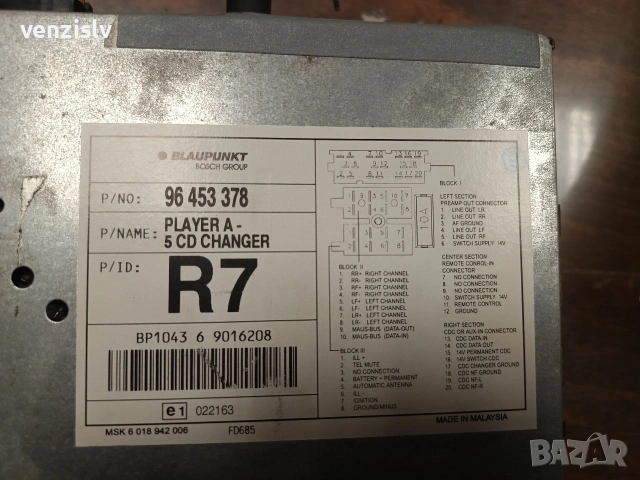 venzislv
BLAUPUNKT
BOSCH GROUP
P/NO: 96 453 378
P/NAME: PLAYER A -
5 CD CHANGER
P/ID: R7
BP1043 6 9016208
e1 022163
MSK 6 018 942 006 FD685
10A
BLOCK I
LEFT SECTION
PREAMP OUT CONNECTOR
1. LINE OUT LR
2. LINE OUT RR
3. AF GROUND
4. LINE OUT LF
5. LINE OUT RF
6. SWITCH SUPPLY 14V
CENTER SECTION
REMOTE CONROL-IN
CONNECTOR
7. NO CONNECTION
8. NO CONNECTION
9. NO CONNECTION
10. SWITCH SUPPLY 14V
11. REMOTE CONTROL
12. GROUND
RIGHT SECTION
CDC OR AUX-IN CONNECTOR
13. CDC DATA IN
14. CDC DATA OUT
15. 14V PERMANENT CDC
16. 14V SWITCH CDC
17. CDC CHANGER GROUND
18. CDC NF GROUND
19. CDC NF-L
20. CDC NF-R
BLOCK II
1. RR+ RIGHT CHANNEL
2. RR- RIGHT CHANNEL
3. RF+ RIGHT CHANNEL
4. RF- RIGHT CHANNEL
5. LF+ LEFT CHANNEL
6. LF- LEFT CHANNEL
7. LR+ LEFT CHANNEL
8. LR- LEFT CHANNEL
9. MAUS-BUS (DATA-OUT)
10. MAUS-BUS (DATA-IN)
BLOCK III
1. ILL +
2. TEL MUTE
3. NO CONNECTION
4. BATTERY + PERMANENT
5. AUTOMATIC ANTENNA
6. ILL-
7. IGNITION
8. GROUND/MINUS
MADE IN MALAYSIA
BAZAR